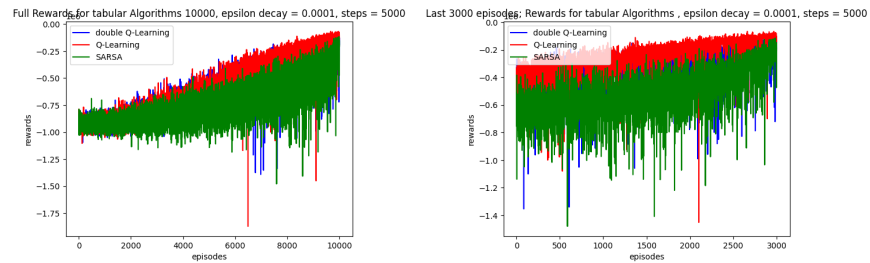 Full Rewards for tabular Algorithms 10000, epsilon decay = 0.0001, steps = 5000
0.00
−0.25
−0.50
−0.75
−1.00
−1.25
−1.50
−1.75
rewards
double Q-Learning
Q-Learning
SARSA
0 2000 4000 6000 8000 10000
episodes
Last 3000 episodes; Rewards for tabular Algorithms , epsilon decay = 0.0001, steps = 5000
0.0
−0.2
−0.4
−0.6
−0.8
−1.0
−1.2
−1.4
rewards
double Q-Learning
Q-Learning
SARSA
0 500 1000 1500 2000 2500 3000
episodes